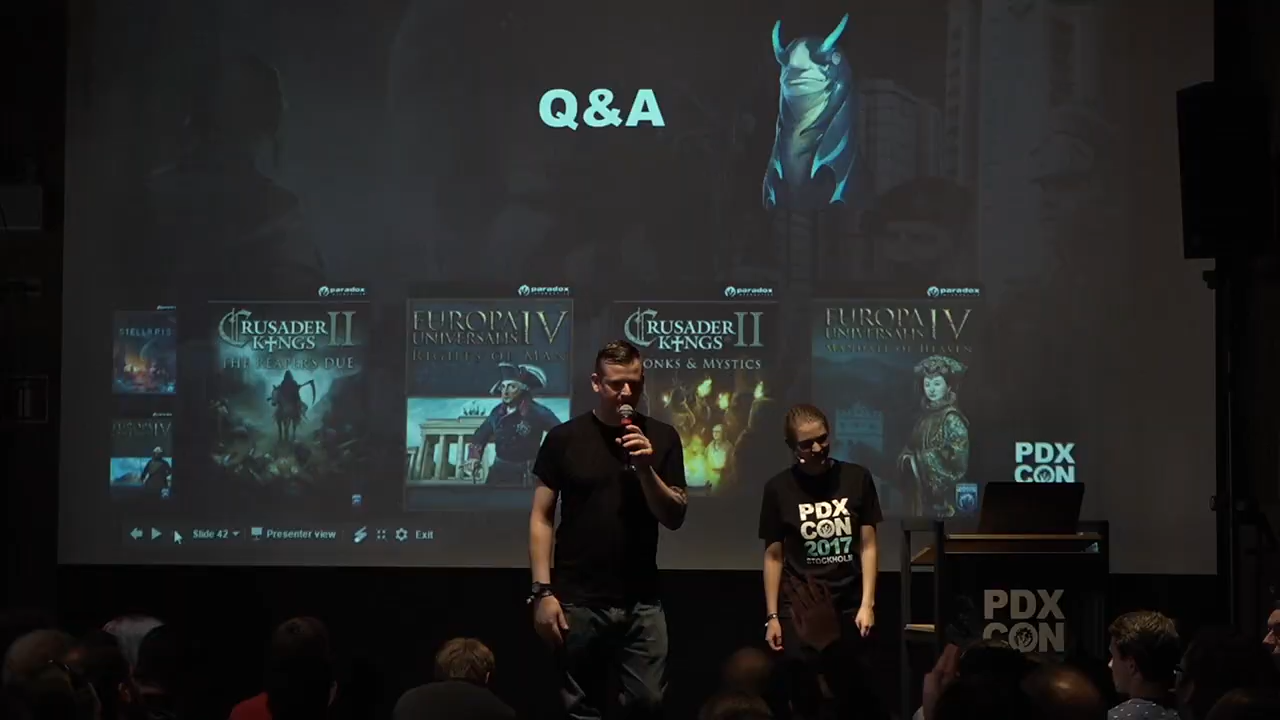 Q&A
paradox
paradox
paradox
paradox
STELLARIS
CRUSADER II
KINGS
THE REAPER'S DUE
EUROPA
UNIVERSALIS IV
RIGHTS OF MAN
CRUSADER II
KINGS
ONKS & MYSTICS
EUROPA
UNIVERSALIS IV
MANDATE OF HEAVEN
PDX
CON
Slide 42
Presenter view
Exit
PDX
CON
2017
STOCKHOLM
PDX
CON